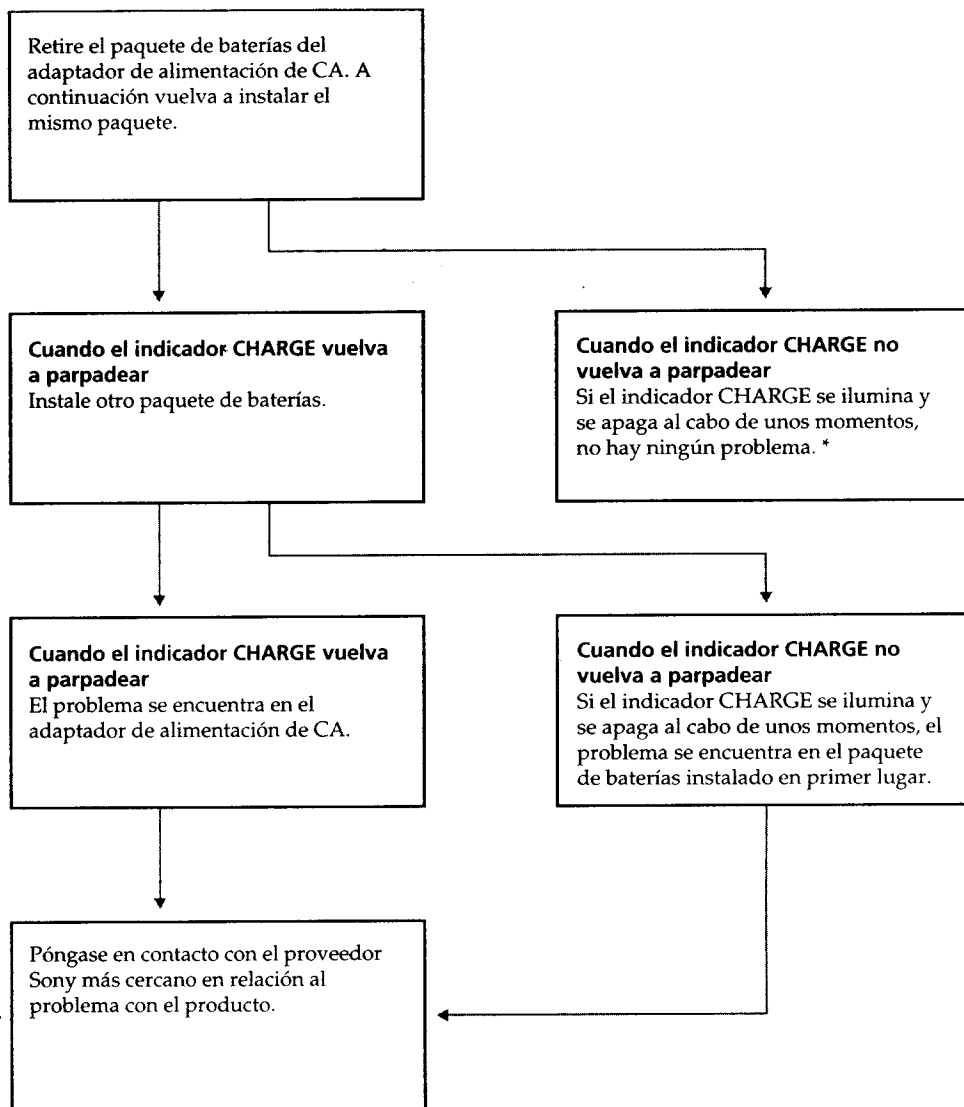 Retire el paquete de baterías del
adaptador de alimentación de CA. A
continuación vuelva a instalar el
mismo paquete.
Cuando el indicador CHARGE vuelva
a parpadear
Instale otro paquete de baterías.
Cuando el indicador CHARGE no
vuelva a parpadear
Si el indicador CHARGE se ilumina y
se apaga al cabo de unos momentos,
no hay ningún problema. *
Cuando el indicador CHARGE vuelva
a parpadear
El problema se encuentra en el
adaptador de alimentación de CA.
Cuando el indicador CHARGE no
vuelva a parpadear
Si el indicador CHARGE se ilumina y
se apaga al cabo de unos momentos, el
problema se encuentra en el paquete
de baterías instalado en primer lugar.
Póngase en contacto con el proveedor
Sony más cercano en relación al
problema con el producto.